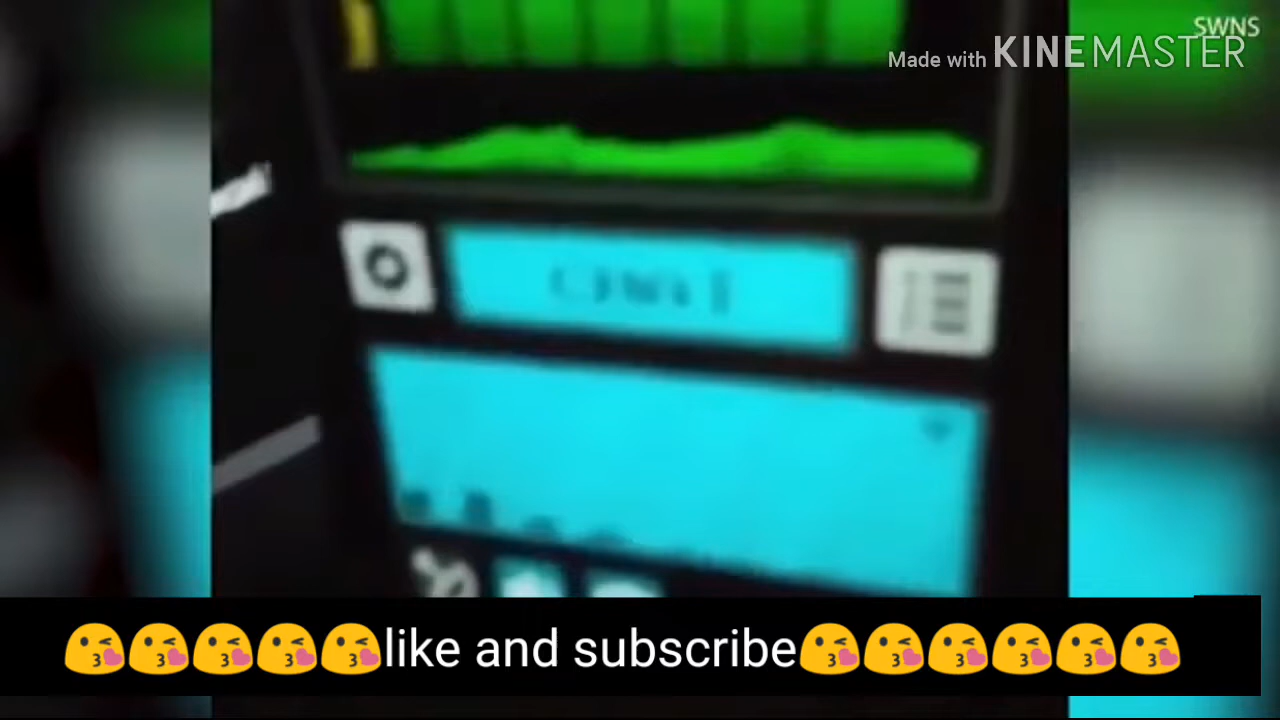 SWNS
Made with KINEMASTER
😘😘😘😘😘like and subscribe😘😘😘😘😘😘